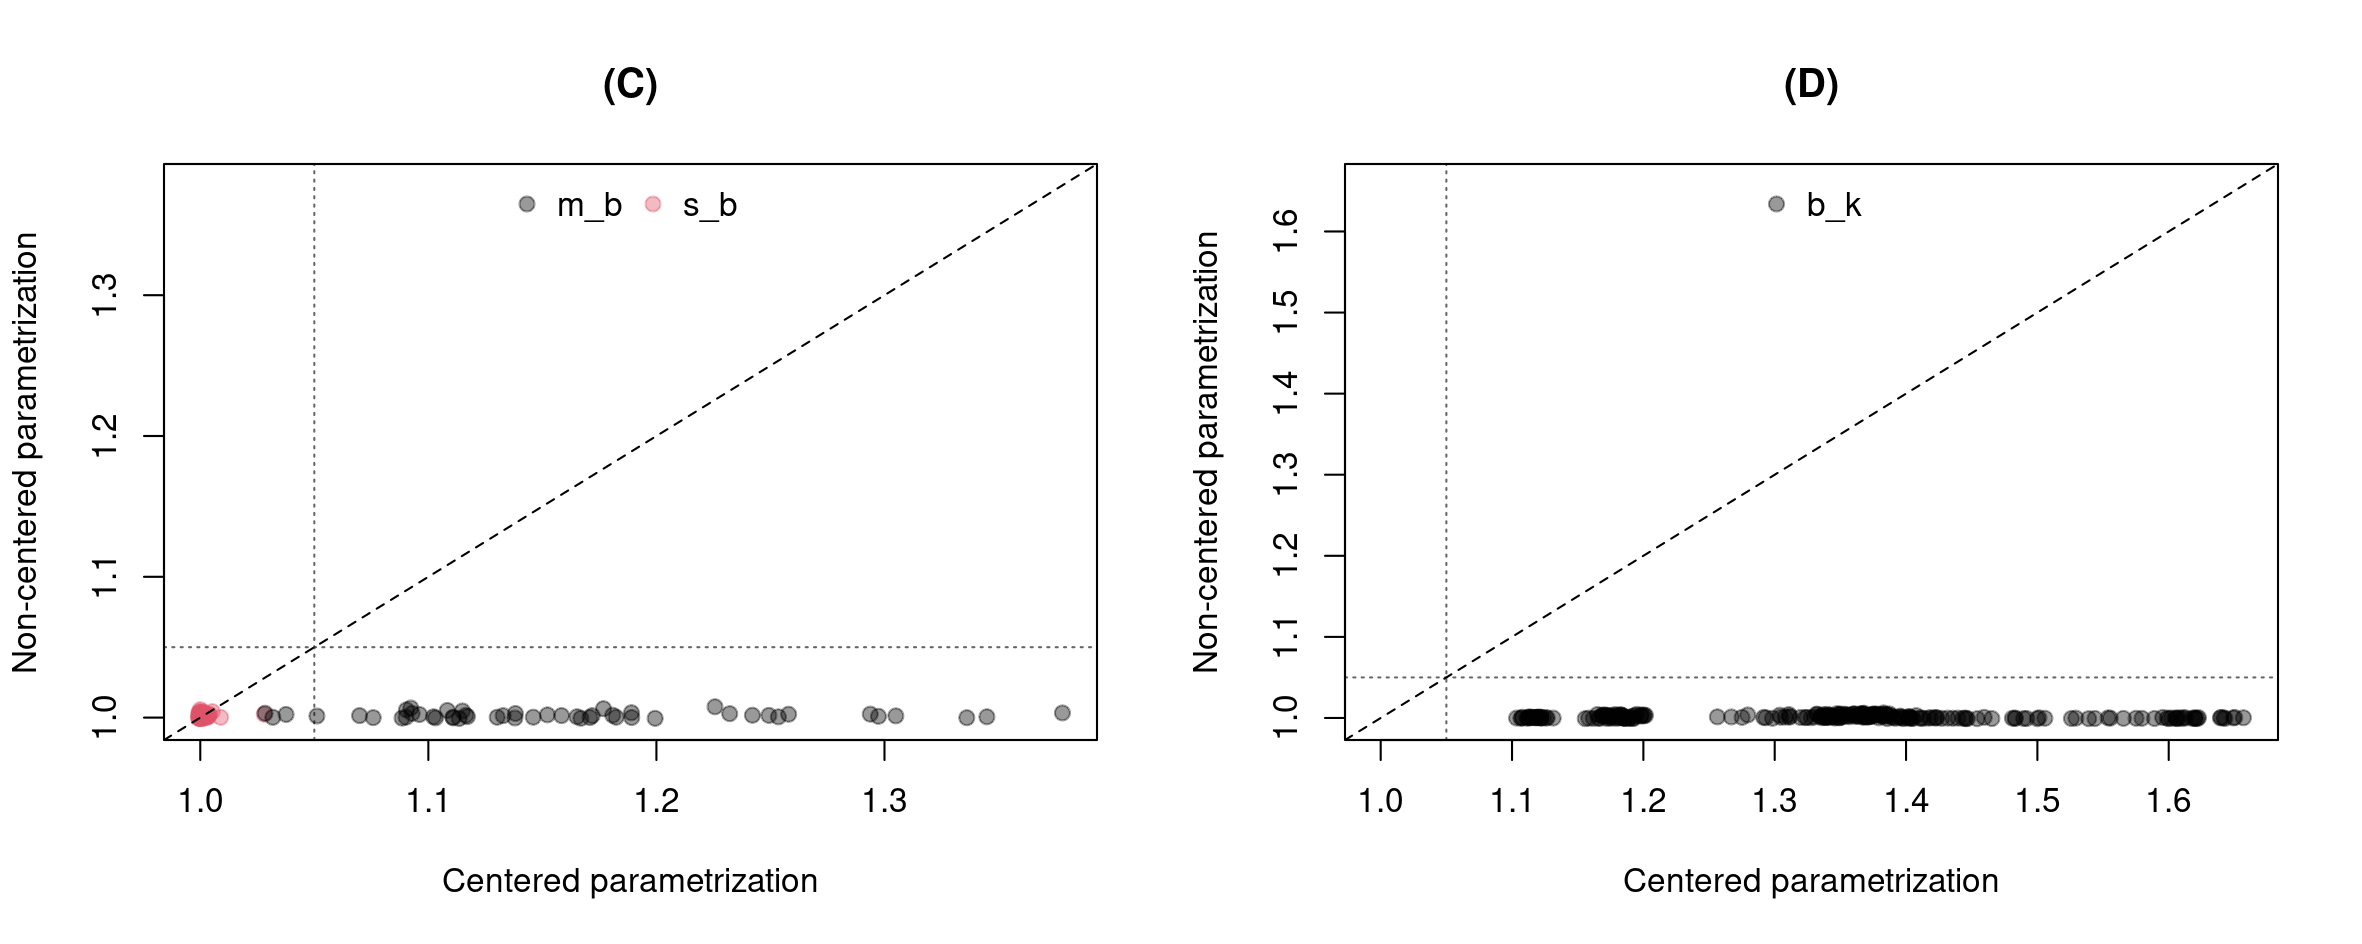 (C)
m_b s_b
Non-centered parametrization
1.3
1.2
1.1
1.0
1.0 1.1 1.2 1.3
Centered parametrization
(D)
b_k
Non-centered parametrization
1.6
1.5
1.4
1.3
1.2
1.1
1.0
1.0 1.1 1.2 1.3 1.4 1.5 1.6
Centered parametrization